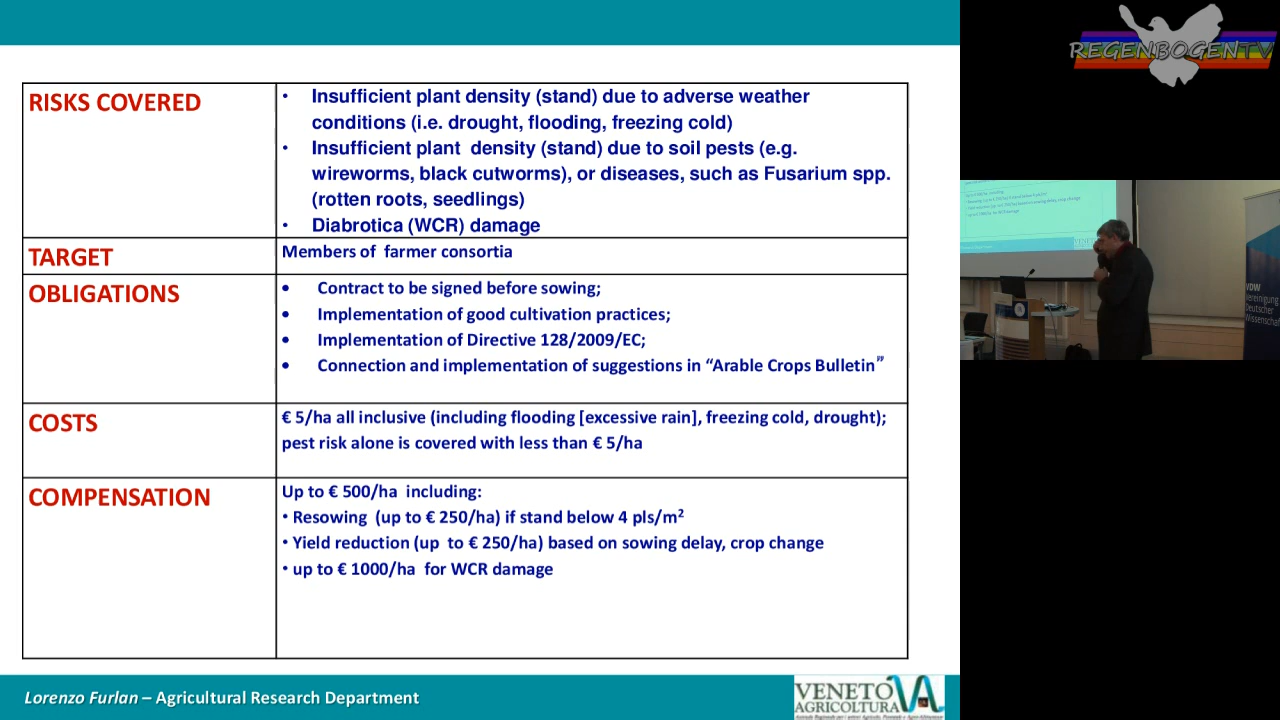 REGENBOGENTV
RISKS COVERED
• Insufficient plant density (stand) due to adverse weather
conditions (i.e. drought, flooding, freezing cold)
• Insufficient plant density (stand) due to soil pests (e.g.
wireworms, black cutworms), or diseases, such as Fusarium spp.
(rotten roots, seedlings)
• Diabrotica (WCR) damage
TARGET
Members of farmer consortia
OBLIGATIONS
• Contract to be signed before sowing;
• Implementation of good cultivation practices;
• Implementation of Directive 128/2009/EC;
• Connection and implementation of suggestions in “Arable Crops Bulletin”
COSTS
€ 5/ha all inclusive (including flooding [excessive rain], freezing cold, drought);
pest risk alone is covered with less than € 5/ha
COMPENSATION
Up to € 500/ha including:
• Resowing (up to € 250/ha) if stand below 4 pls/m²
• Yield reduction (up to € 250/ha) based on sowing delay, crop change
• up to € 1000/ha for WCR damage
Lorenzo Furlan – Agricultural Research Department
VENETO
AGRICOLTURA
VDW
Vereinigung
Deutscher